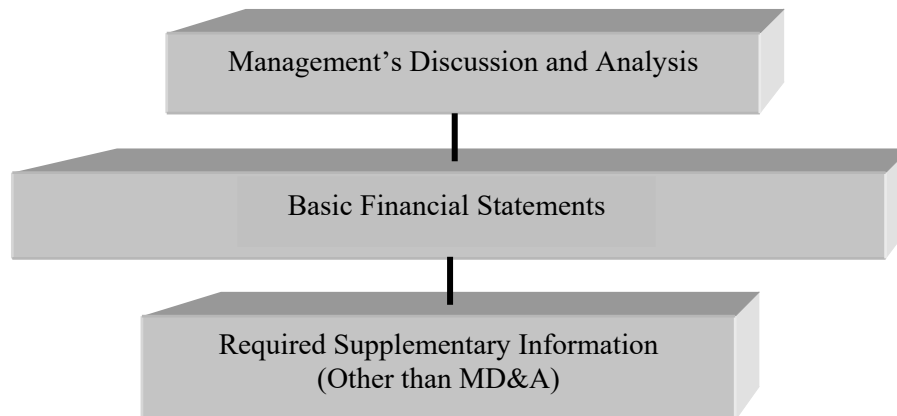 Management’s Discussion and Analysis
Basic Financial Statements
Required Supplementary Information
(Other than MD&A)